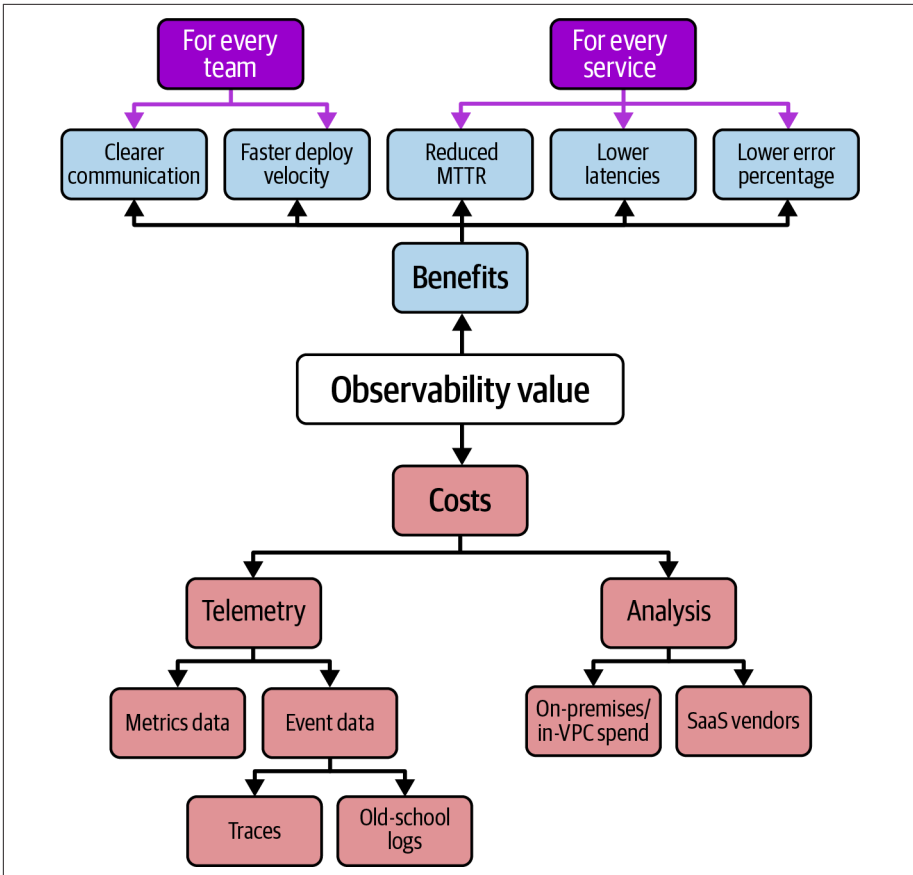 For every
team
For every
service
Clearer
communication
Faster deploy
velocity
Reduced
MTTR
Lower
latencies
Lower error
percentage
Benefits
Observability value
Costs
Telemetry
Analysis
Metrics data
Event data
On-premises/
in-VPC spend
SaaS vendors
Traces
Old-school
logs